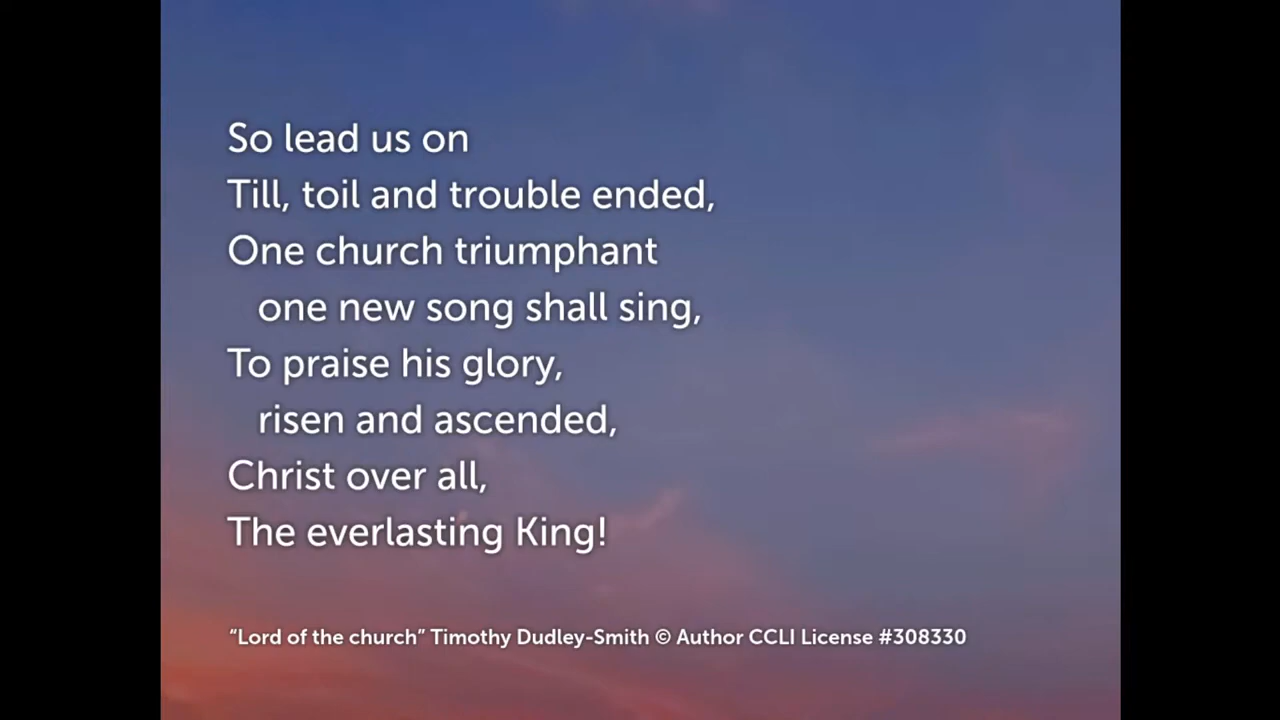 So lead us on
Till, toil and trouble ended,
One church triumphant
one new song shall sing,
To praise his glory,
risen and ascended,
Christ over all,
The everlasting King!
“Lord of the church” Timothy Dudley-Smith © Author CCLI License #308330